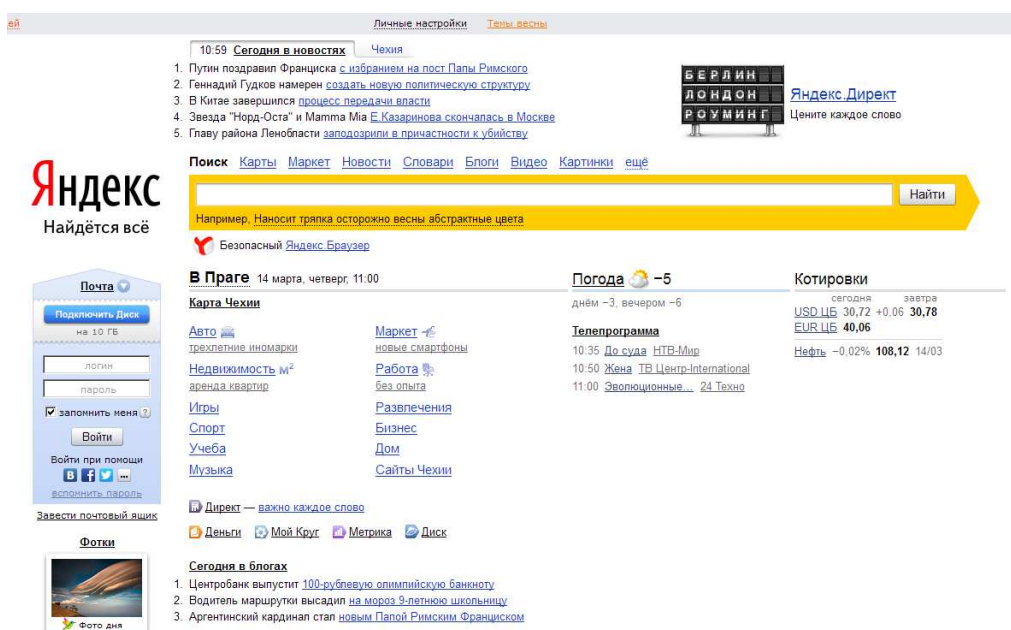 ей
Личные настройки Темы весны
10:59 Сегодня в новостях Чехия
1. Путин поздравил Франциска с избранием на пост Папы Римского
2. Геннадий Гудков намерен создать новую политическую структуру
3. В Китае завершился процесс передачи власти
4. Звезда "Норд-Оста" и Mamma Mia Е.Казаринова скончалась в Москве
5. Главу района Ленобласти заподозрили в причастности к убийству
БЕРЛИН
ЛОНДОН
РОУМИНГ
Яндекс.Директ
Цените каждое слово
Яндекс
Найдётся всё
Поиск Карты Маркет Новости Словари Блоги Видео Картинки ещё
Найти
Например, Наносит тряпка осторожно весны абстрактные цвета
Безопасный Яндекс.Браузер
Почта
Подключить Диск
на 10 ГБ
логин
пароль
запомнить меня ?
Войти
Войти при помощи
В f ...
вспомнить пароль
Завести почтовый ящик
Фотки
Фото дня
В Праге 14 марта, четверг, 11:00
Карта Чехии
Авто
трехлетние иномарки
Недвижимость м²
аренда квартир
Игры
Спорт
Учеба
Музыка
Маркет
новые смартфоны
Работа
без опыта
Развлечения
Бизнес
Дом
Сайты Чехии
Директ — важно каждое слово
Деньги Мой Круг Метрика Диск
Сегодня в блогах
1. Центробанк выпустит 100-рублевую олимпийскую банкноту
2. Водитель маршрутки высадил на мороз 9-летнюю школьницу
3. Аргентинский кардинал стал новым Папой Римским Франциском
Погода −5
днём −3, вечером −6
Телепрограмма
10:35 До суда НТВ-Мир
10:50 Жена ТВ Центр-International
11:00 Эволюционные... 24 Техно
Котировки
сегодня завтра
USD ЦБ 30,72 +0,06 30,78
EUR ЦБ 40,06
Нефть −0,02% 108,12 14/03